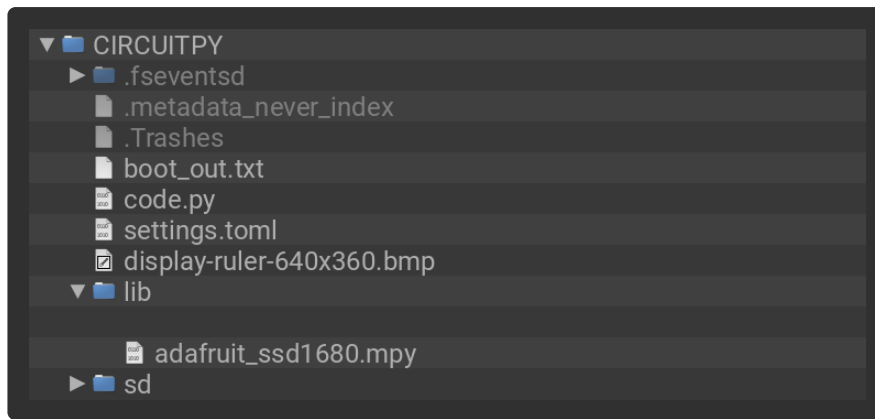 CIRCUITPY
.fseventsd
.metadata_never_index
.Trashes
boot_out.txt
code.py
settings.toml
display-ruler-640x360.bmp
lib
adafruit_ssd1680.mpy
sd